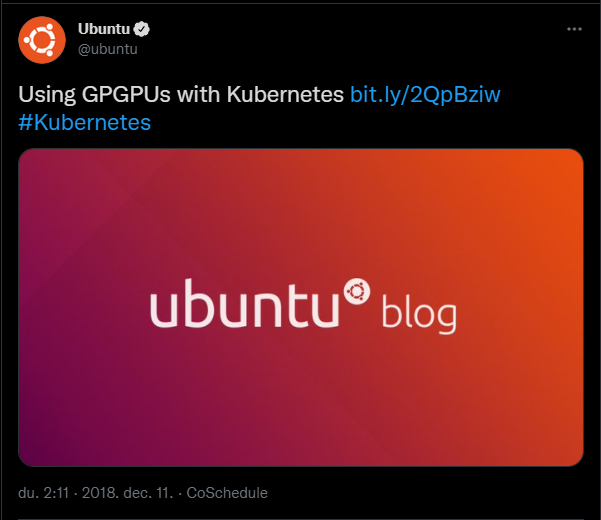 Ubuntu
@ubuntu
Using GPGPUs with Kubernetes bit.ly/2QpBziw
#Kubernetes
ubuntu blog
du. 2:11 · 2018. dec. 11. · CoSchedule